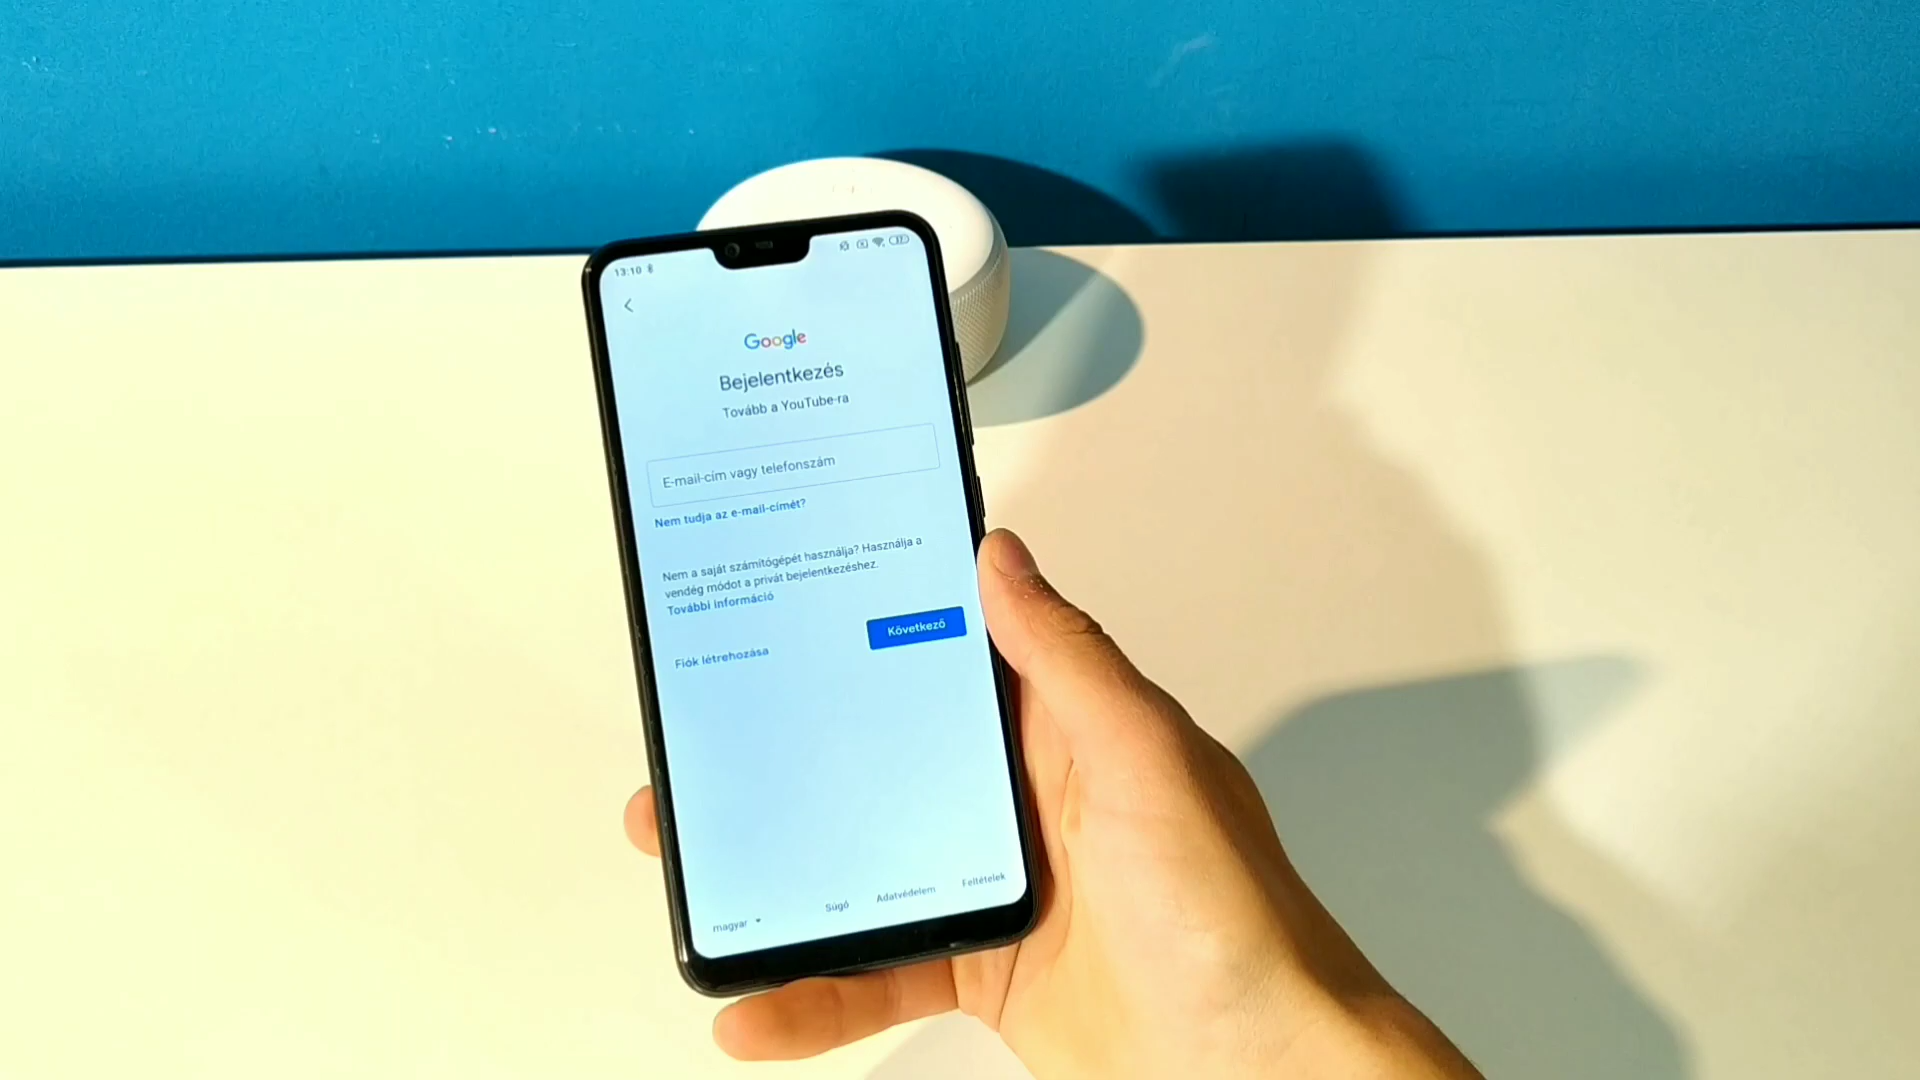 13:10
Google
Bejelentkezés
Tovább a YouTube-ra
E-mail-cím vagy telefonszám
Nem tudja az e-mail-címét?
Nem a saját számítógépét használja? Használja a
vendég módot a privát bejelentkezéshez.
További információ
Következő
Fiók létrehozása
magyar Súgó Adatvédelem Feltételek